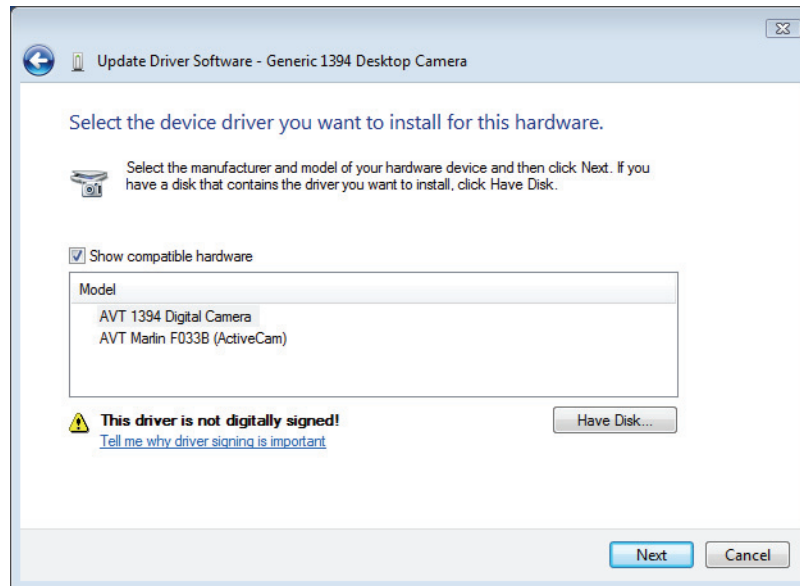 Update Driver Software - Generic 1394 Desktop Camera
Select the device driver you want to install for this hardware.
Select the manufacturer and model of your hardware device and then click Next. If you
have a disk that contains the driver you want to install, click Have Disk.
Show compatible hardware
Model
AVT 1394 Digital Camera
AVT Marlin F033B (ActiveCam)
This driver is not digitally signed!
Have Disk...
Tell me why driver signing is important
Next
Cancel